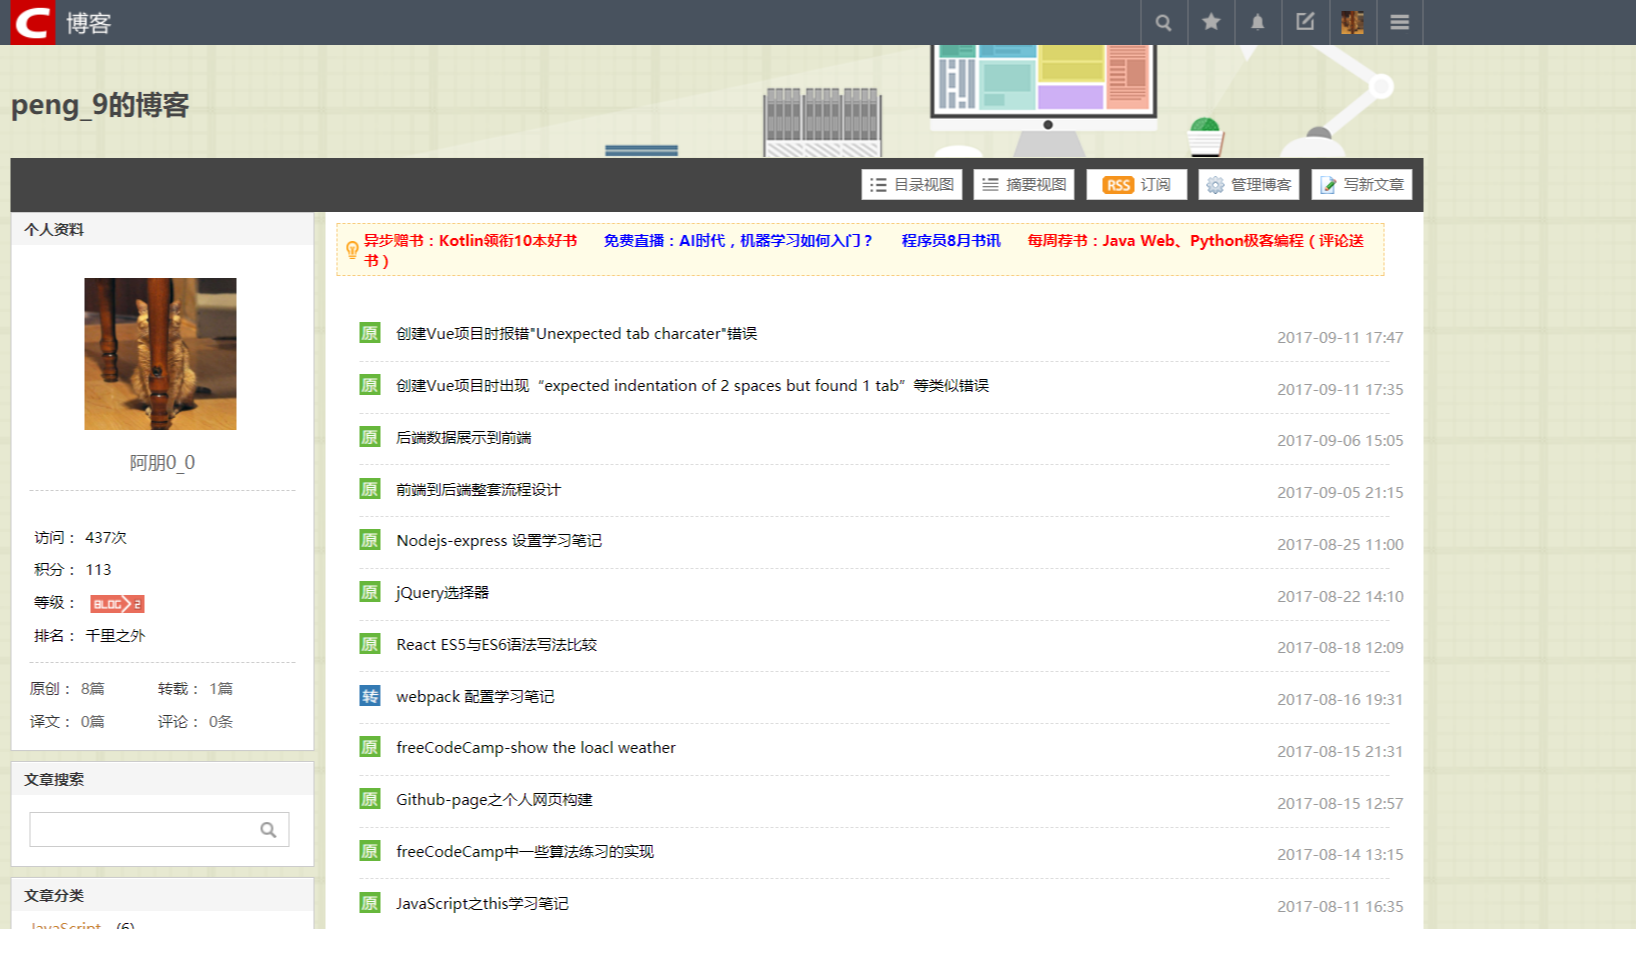 C 博客
peng_9的博客
目录视图 摘要视图 RSS 订阅 管理博客 写新文章
个人资料
阿朋0_0
访问： 437次
积分： 113
等级： BLOG 2
排名： 千里之外
原创： 8篇 转载： 1篇
译文： 0篇 评论： 0条
文章搜索
文章分类
JavaScript (6)
异步赠书：Kotlin领衔10本好书 免费直播：AI时代，机器学习如何入门？ 程序员8月书讯 每周荐书：Java Web、Python极客编程（评论送
书）
原 创建Vue项目时报错"Unexpected tab charcater"错误 2017-09-11 17:47
原 创建Vue项目时出现“expected indentation of 2 spaces but found 1 tab”等类似错误 2017-09-11 17:35
原 后端数据展示到前端 2017-09-06 15:05
原 前端到后端整套流程设计 2017-09-05 21:15
原 Nodejs-express 设置学习笔记 2017-08-25 11:00
原 jQuery选择器 2017-08-22 14:10
原 React ES5与ES6语法写法比较 2017-08-18 12:09
转 webpack 配置学习笔记 2017-08-16 19:31
原 freeCodeCamp-show the loacl weather 2017-08-15 21:31
原 Github-page之个人网页构建 2017-08-15 12:57
原 freeCodeCamp中一些算法练习的实现 2017-08-14 13:15
原 JavaScript之this学习笔记 2017-08-11 16:35